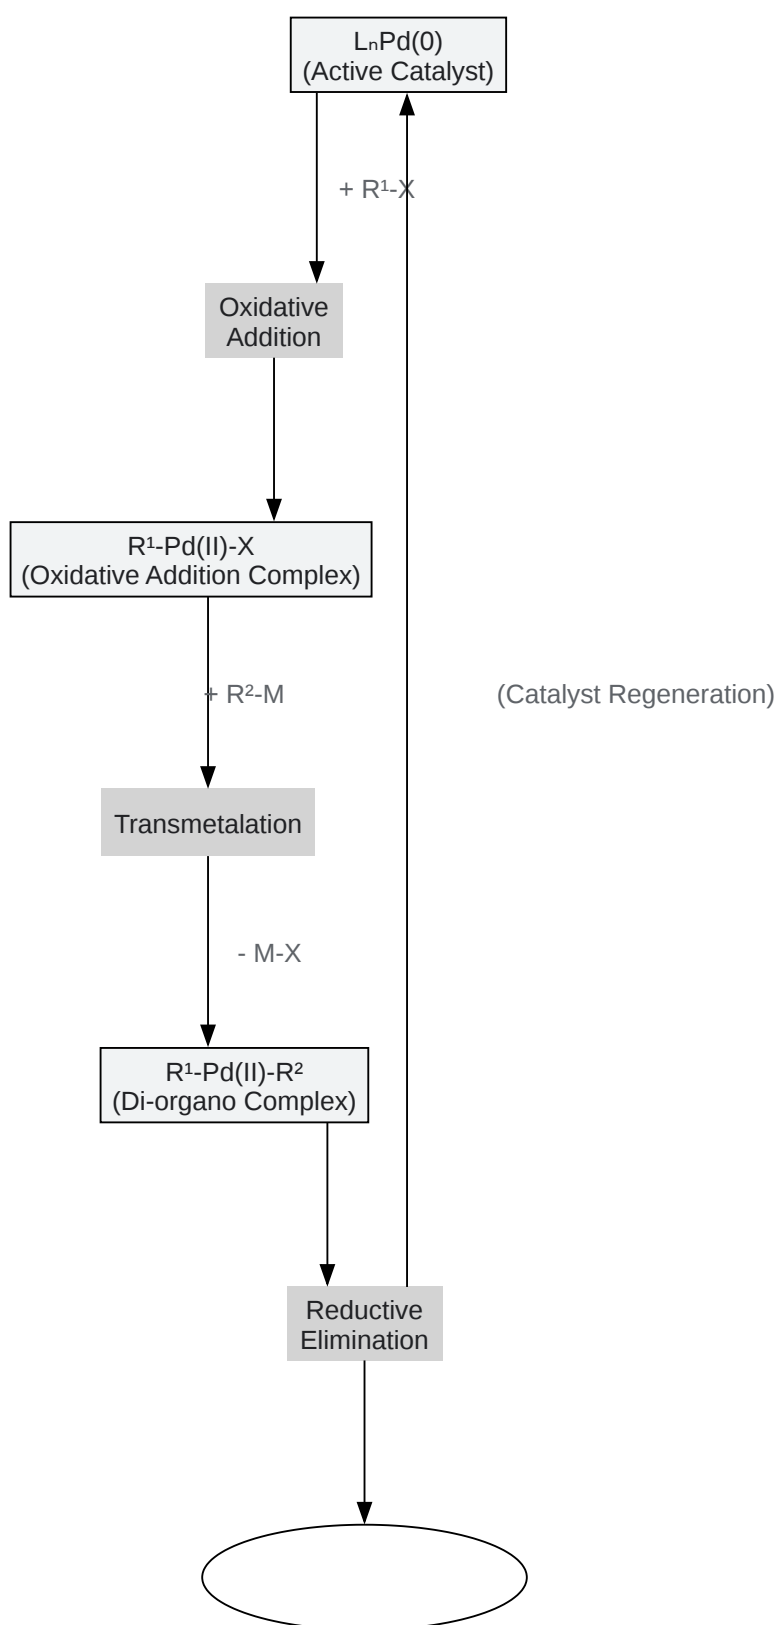 LₙPd(0)
(Active Catalyst)
+ R¹-X
Oxidative
Addition
R¹-Pd(II)-X
(Oxidative Addition Complex)
+ R²-M
(Catalyst Regeneration)
Transmetalation
- M-X
R¹-Pd(II)-R²
(Di-organo Complex)
Reductive
Elimination